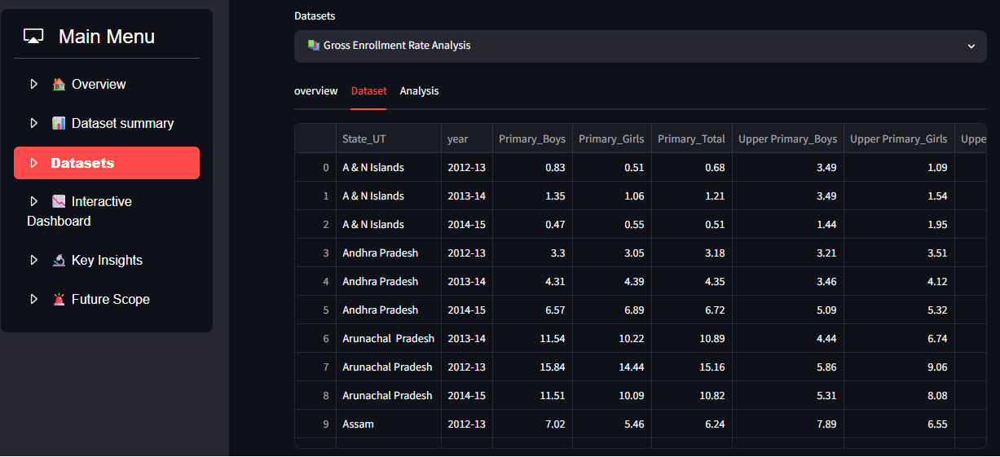 Main Menu
Overview
Dataset summary
Datasets
Interactive
Dashboard
Key Insights
Future Scope
Datasets
Gross Enrollment Rate Analysis
overview Dataset Analysis
State_UT year Primary_Boys Primary_Girls Primary_Total Upper Primary_Boys Upper Primary_Girls Uppe
0 A & N Islands 2012-13 0.83 0.51 0.68 3.49 1.09
1 A & N Islands 2013-14 1.35 1.06 1.21 3.49 1.54
2 A & N Islands 2014-15 0.47 0.55 0.51 1.44 1.95
3 Andhra Pradesh 2012-13 3.3 3.05 3.18 3.21 3.51
4 Andhra Pradesh 2013-14 4.31 4.39 4.35 3.46 4.12
5 Andhra Pradesh 2014-15 6.57 6.89 6.72 5.09 5.32
6 Arunachal  Pradesh 2013-14 11.54 10.22 10.89 4.44 6.74
7 Arunachal Pradesh 2012-13 15.84 14.44 15.16 5.86 9.06
8 Arunachal Pradesh 2014-15 11.51 10.09 10.82 5.31 8.08
9 Assam 2012-13 7.02 5.46 6.24 7.89 6.55